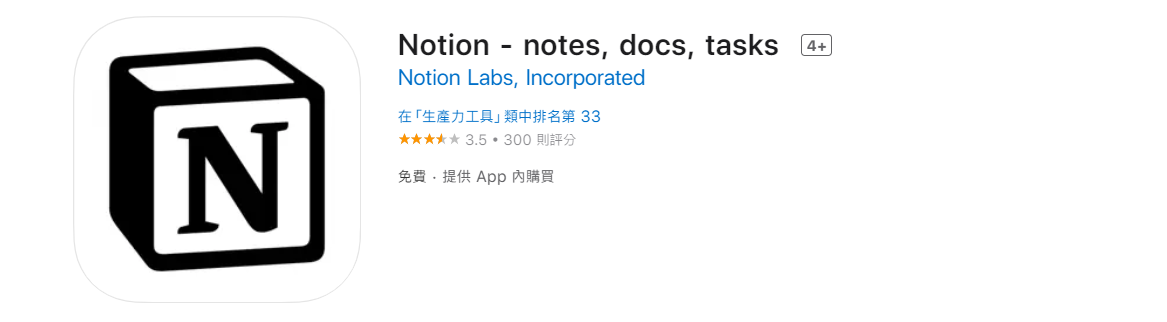 N
Notion - notes, docs, tasks 4+
Notion Labs, Incorporated
在「生產力工具」類中排名第 33
3.5 • 300 則評分
免費 · 提供 App 內購買